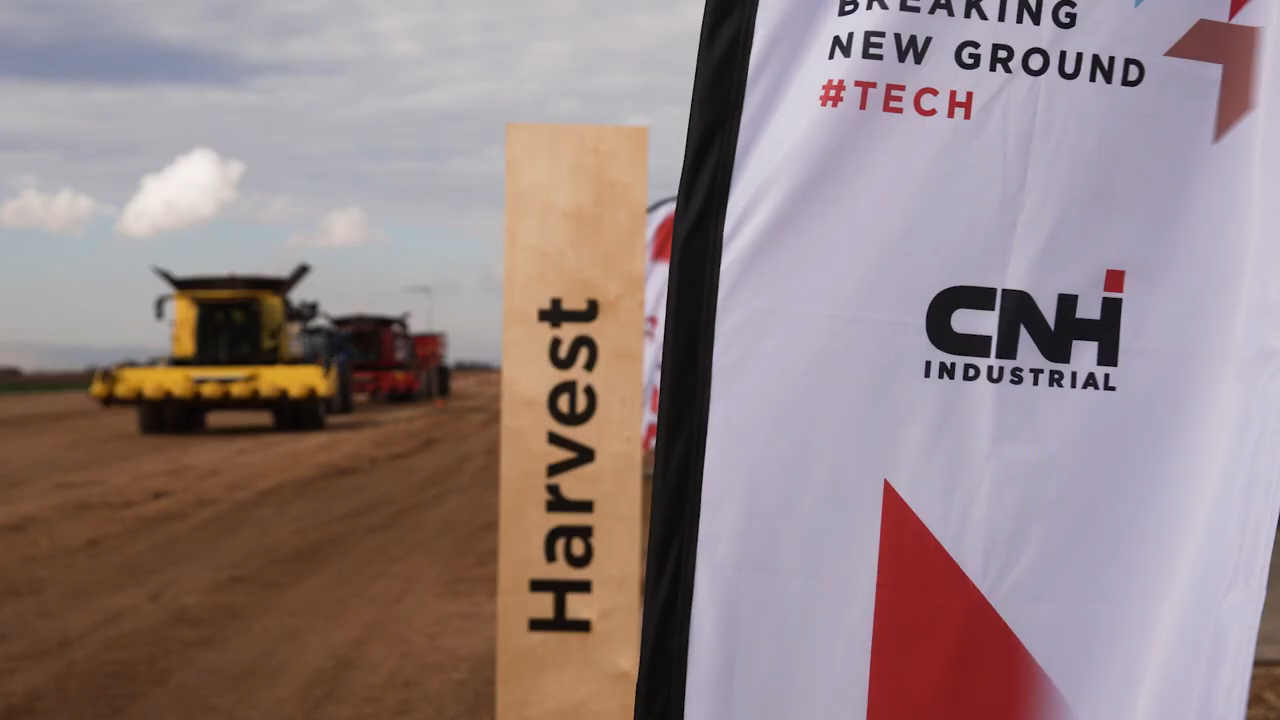 Harvest
BREAKING
NEW GROUND
#TECH
CNH
INDUSTRIAL